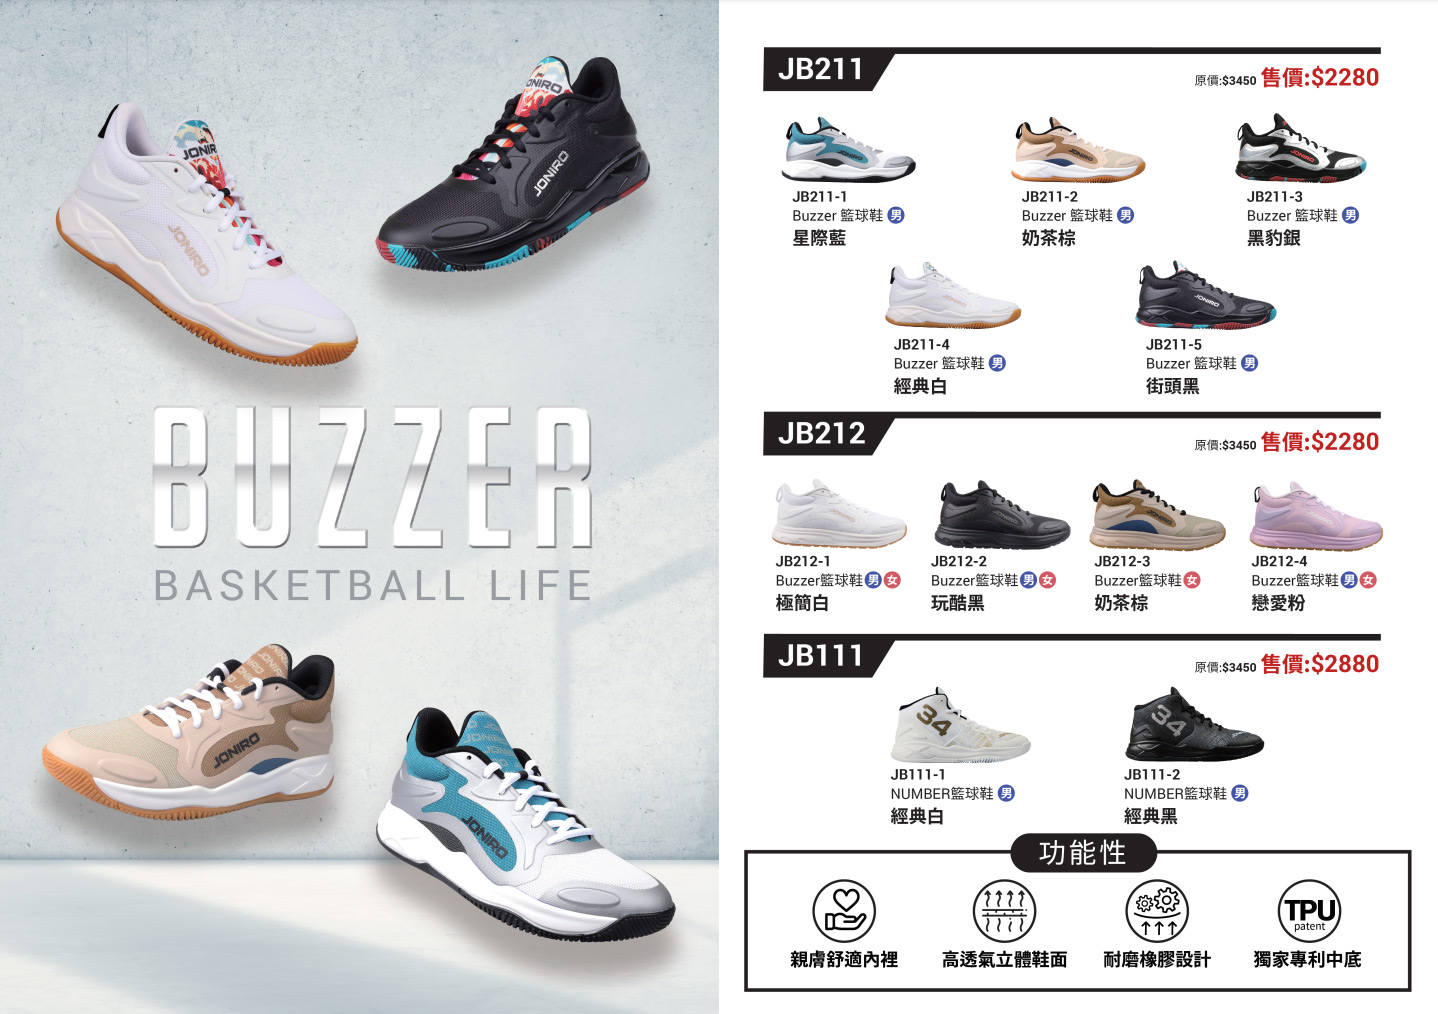 JONIRO
JONIRO
JONIRO
JONIRO
BUZZER
BASKETBALL LIFE
JONIRO
JONIRO
JB211
原價:$3450 售價:$2280
JB211-1
Buzzer 籃球鞋 男
星際藍
JB211-2
Buzzer 籃球鞋 男
奶茶棕
JB211-3
Buzzer 籃球鞋 男
黑豹銀
JB211-4
Buzzer 籃球鞋 男
經典白
JB211-5
Buzzer 籃球鞋 男
街頭黑
JB212
原價:$3450 售價:$2280
JB212-1
Buzzer籃球鞋 男 女
極簡白
JB212-2
Buzzer籃球鞋 男 女
玩酷黑
JB212-3
Buzzer籃球鞋 女
奶茶棕
JB212-4
Buzzer籃球鞋 男 女
戀愛粉
JB111
原價:$3450 售價:$2880
34
JB111-1
NUMBER籃球鞋 男
經典白
34
JB111-2
NUMBER籃球鞋 男
經典黑
功能性
親膚舒適內裡
高透氣立體鞋面
耐磨橡膠設計
TPU
patent
獨家專利中底